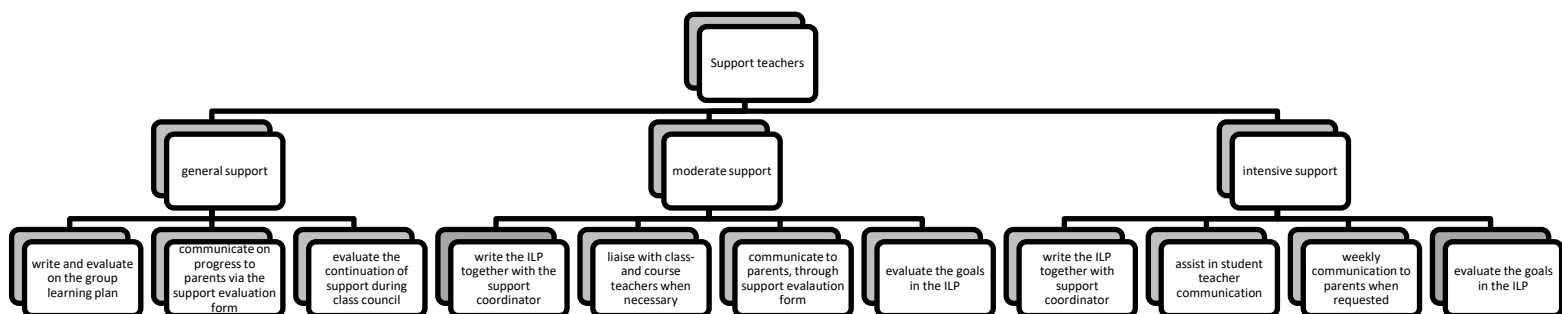 Support teachers
general support
moderate support
intensive support
write and evaluate
on the group
learning plan
communicate on
progress to
parents via the
support evaluation
form
evaluate the
continuation of
support during
class council
write the ILP
together with the
support
coordinator
liaise with class-
and course
teachers when
necessary
communicate to
parents, through
support evalaution
form
evaluate the goals
in the ILP
write the ILP
together with
support
coordinator
assist in student
teacher
communication
weekly
communication to
parents when
requested
evaluate the goals
in the ILP